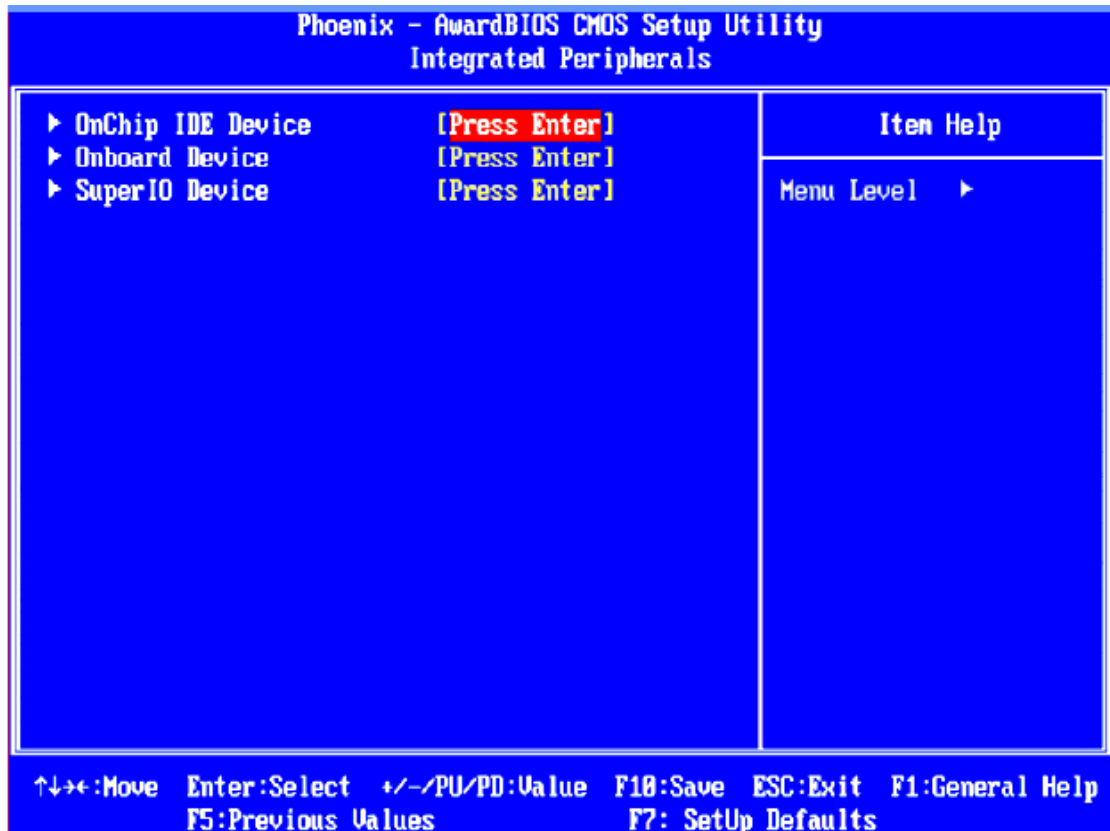 Phoenix - AwardBIOS CMOS Setup Utility
Integrated Peripherals
▶ OnChip IDE Device [Press Enter]
▶ Onboard Device [Press Enter]
▶ SuperIO Device [Press Enter]
Item Help
Menu Level ▶
↑↓→←:Move Enter:Select +/-/PU/PD:Value F10:Save ESC:Exit F1:General Help
F5:Previous Values F7: SetUp Defaults